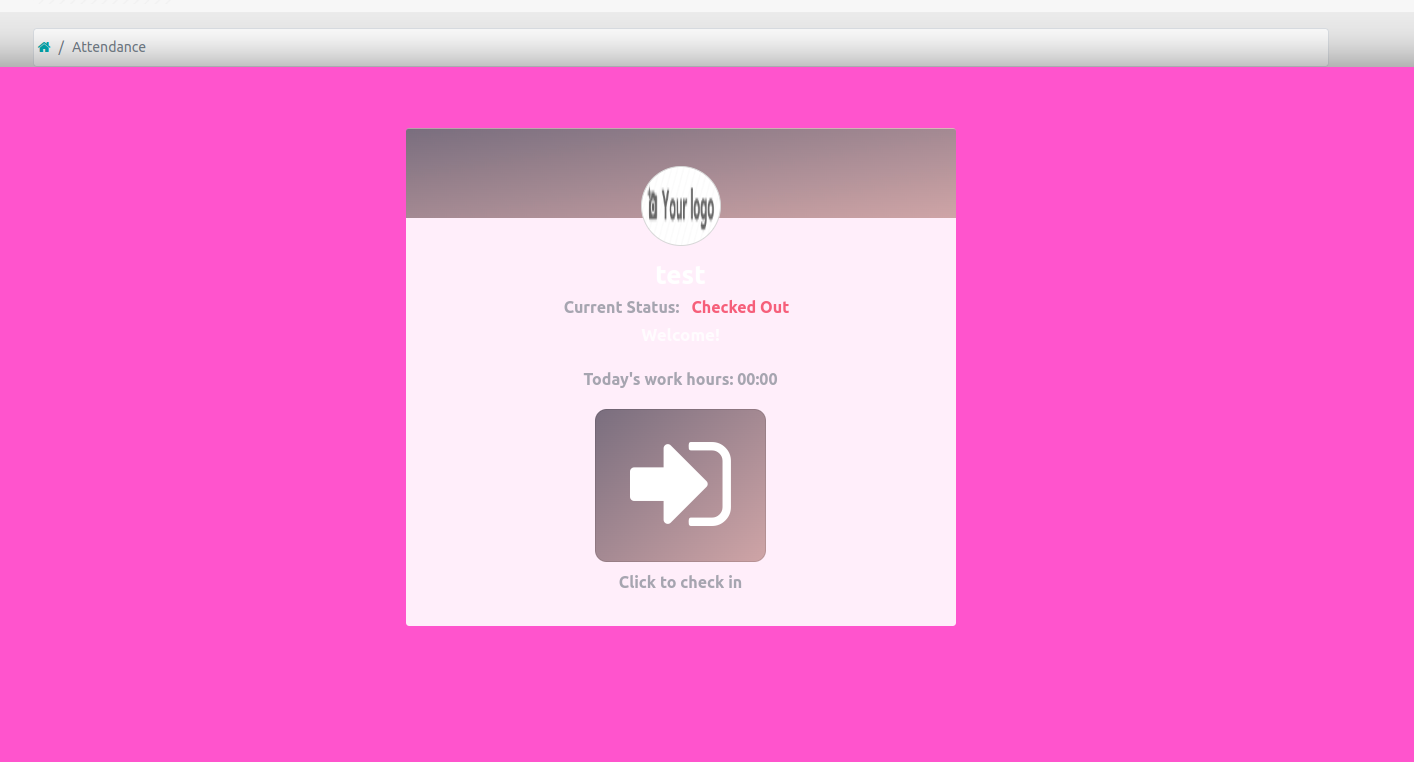 / Attendance
Your logo
test
Current Status: Checked Out
Welcome!
Today's work hours: 00:00
Click to check in